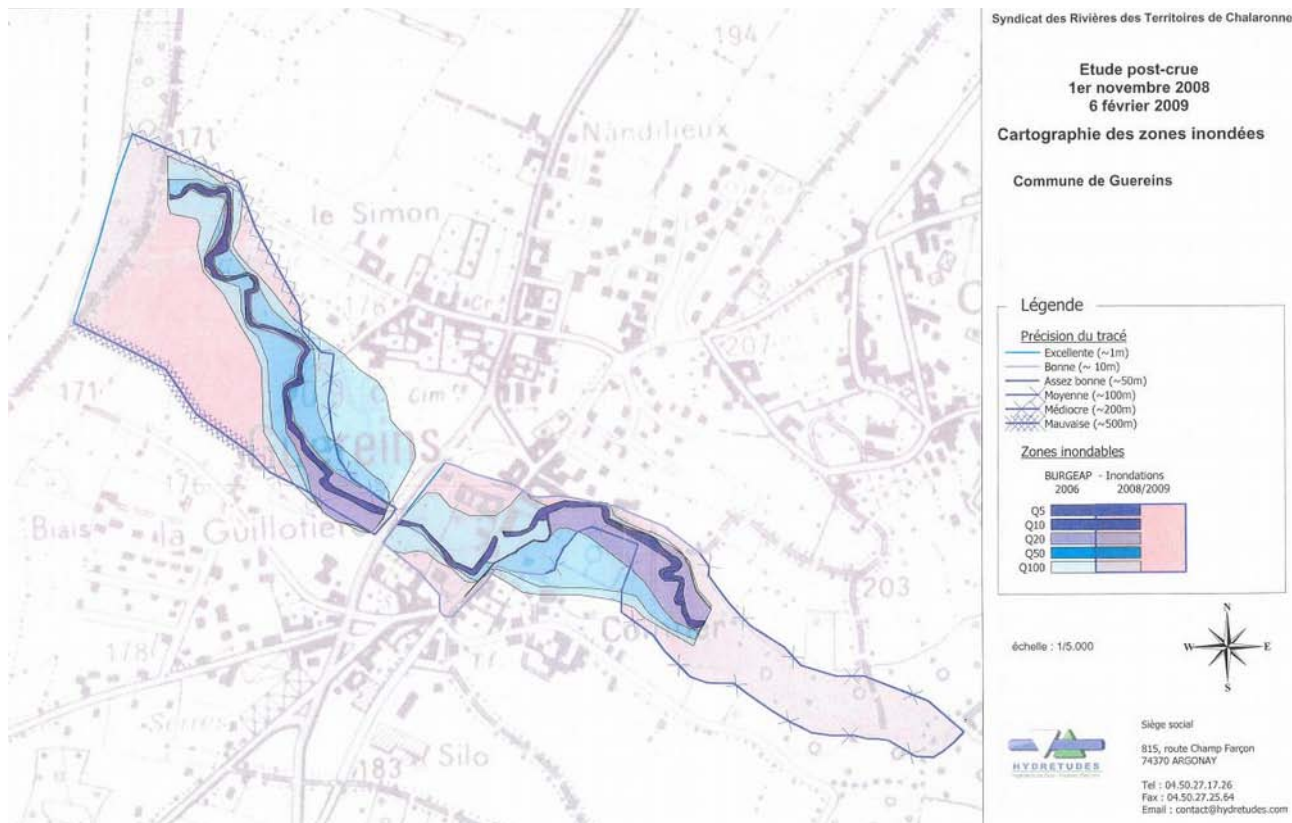 Syndicat des Rivières des Territoires de Chalaronne
Etude post-crue
1er novembre 2008
6 février 2009
Cartographie des zones inondées
Commune de Guereins
Légende
Précision du tracé
Excellente (~1m)
Bonne (~ 10m)
Assez bonne (~50m)
Moyenne (~100m)
Médiocre (~200m)
Mauvaise (~500m)
Zones inondables
BURGEAP - Inondations
2006 2008/2009
Q5
Q10
Q20
Q50
Q100
échelle : 1/5.000
N
W E
S
HYDRETUDES
Siège social
815, route Champ Farçon
74370 ARGONAY
Tel : 04.50.27.17.26
Fax : 04.50.27.25.64
Email : contact@hydretudes.com
194
Nandilieux
171
le Simon
176
207
171
cim
Guereins
176
Biais
la Guillotière
203
178
Serres
Silo
183